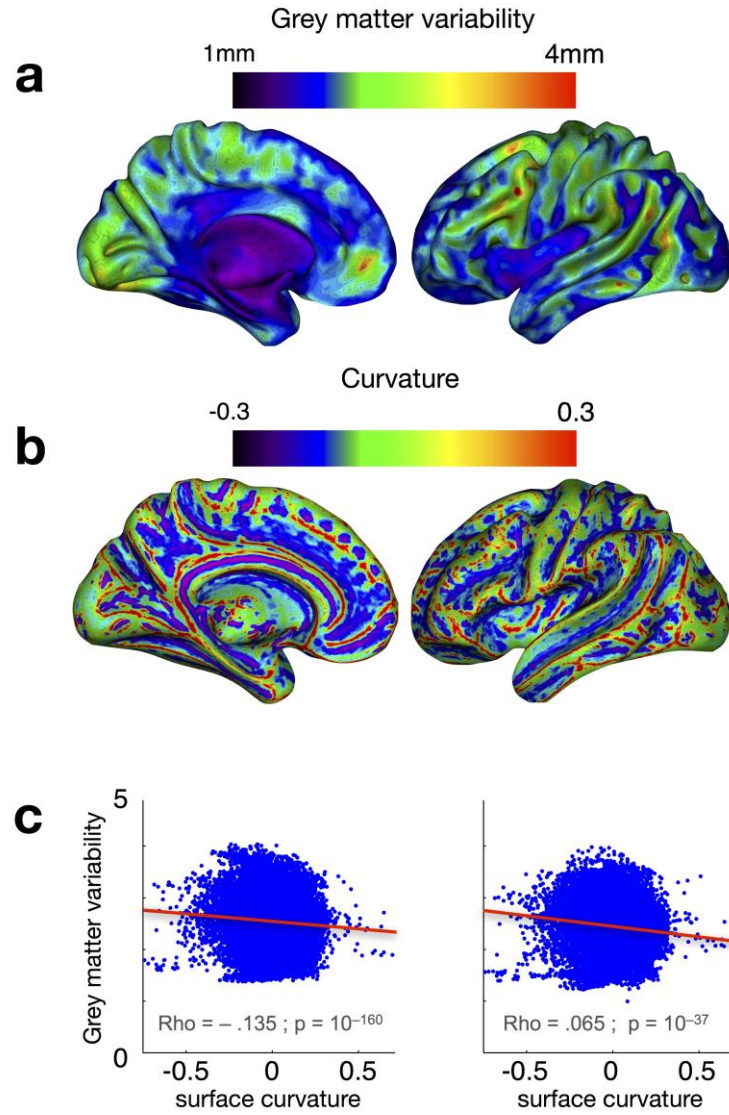 Grey matter variability
1mm 4mm
a
Curvature
-0.3 0.3
b
c
Grey matter variability
5
0
Rho = – .135 ; p = 10⁻¹⁶⁰
Rho = .065 ; p = 10⁻³⁷
-0.5 0 0.5
-0.5 0 0.5
surface curvature
surface curvature